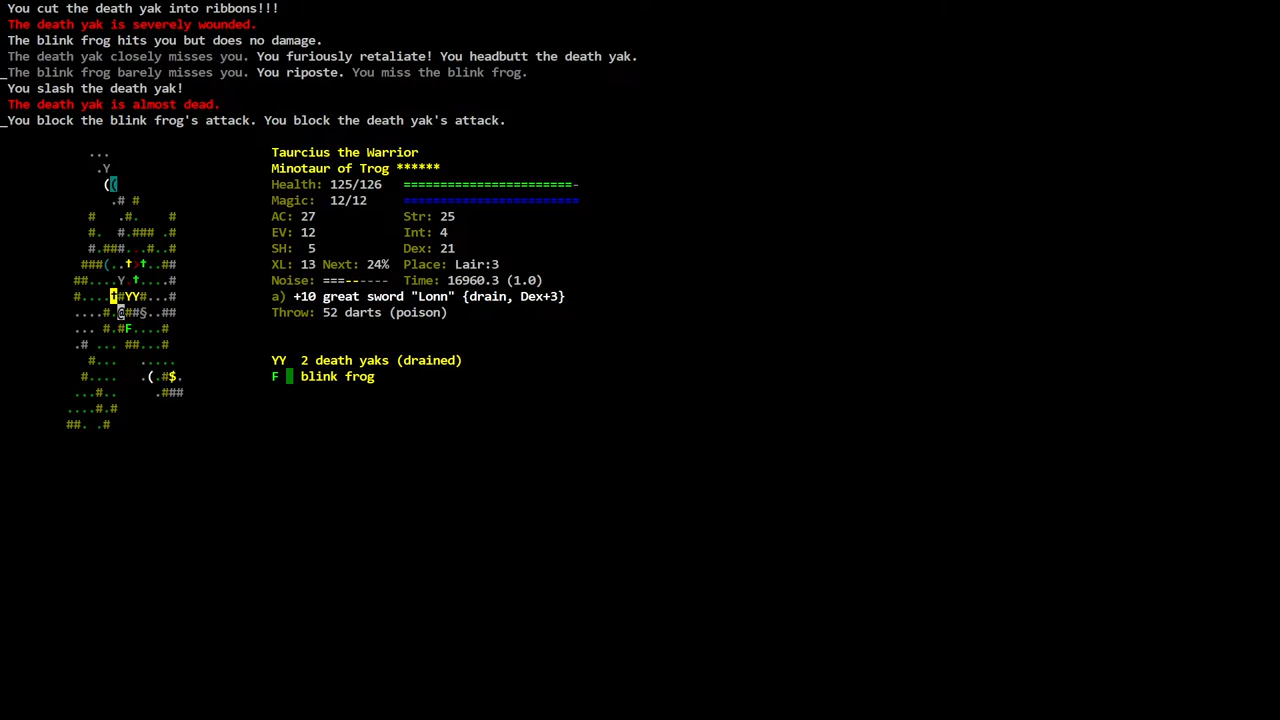 You cut the death yak into ribbons!!!
The death yak is severely wounded.
The blink frog hits you but does no damage.
The death yak closely misses you. You furiously retaliate! You headbutt the death yak.
_The blink frog barely misses you. You riposte. You miss the blink frog.
You slash the death yak!
The death yak is almost dead.
_You block the blink frog's attack. You block the death yak's attack.
...
Taurcius the Warrior
.Y
Minotaur of Trog ******
((
Health: 125/126 =======================-
.# #
Magic: 12/12 ========================
# .#. #
AC: 27 Str: 25
#. #.### .#
EV: 12 Int: 4
#.###. .#..#
SH: 5 Dex: 21
###(..†>†..##
XL: 13 Next: 24% Place: Lair:3
##....Y.†....#
Noise: ===------ Time: 16960.3 (1.0)
#....†#YY#...#
a) +10 great sword "Lonn" {drain, Dex+3}
....#.@##§..##
Throw: 52 darts (poison)
... #.#F....#
.# ... ##...#
#... .....
YY 2 death yaks (drained)
#.... .(.#$.
F blink frog
...#.. .###
....#.#
##. .#